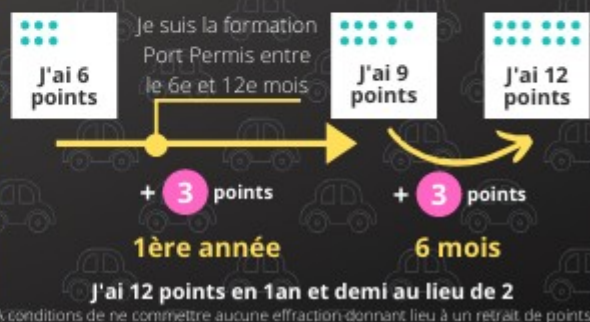 J'ai 6
points
Je suis la formation
Port Permis entre
le 6e et 12e mois
J'ai 9
points
J'ai 12
points
+ 3 points
+ 3 points
1ère année
6 mois
J'ai 12 points en 1an et demi au lieu de 2
A conditions de ne commettre aucune effraction donnant lieu à un retrait de points